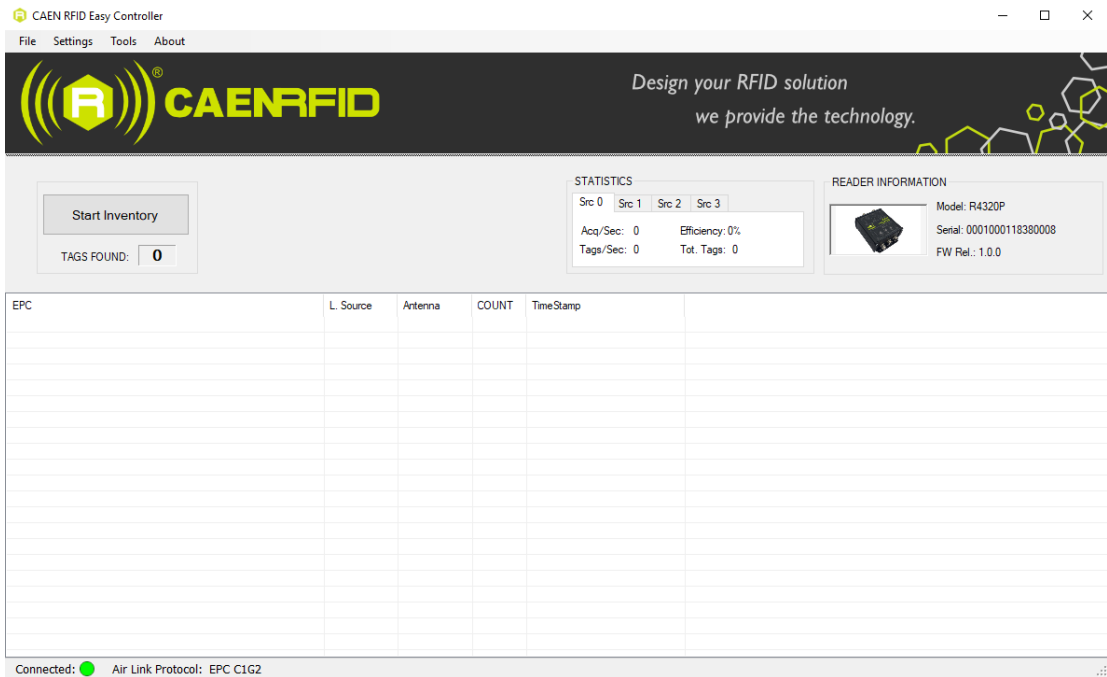 CAEN RFID Easy Controller
File Settings Tools About
R ® CAENRFID
Design your RFID solution
we provide the technology.
Start Inventory
TAGS FOUND: 0
STATISTICS
Src 0 Src 1 Src 2 Src 3
Acq/Sec: 0 Efficiency: 0%
Tags/Sec: 0 Tot. Tags: 0
READER INFORMATION
Model: R4320P
Serial: 0001000118380008
FW Rel.: 1.0.0
EPC L. Source Antenna COUNT TimeStamp
Connected: Air Link Protocol: EPC C1G2